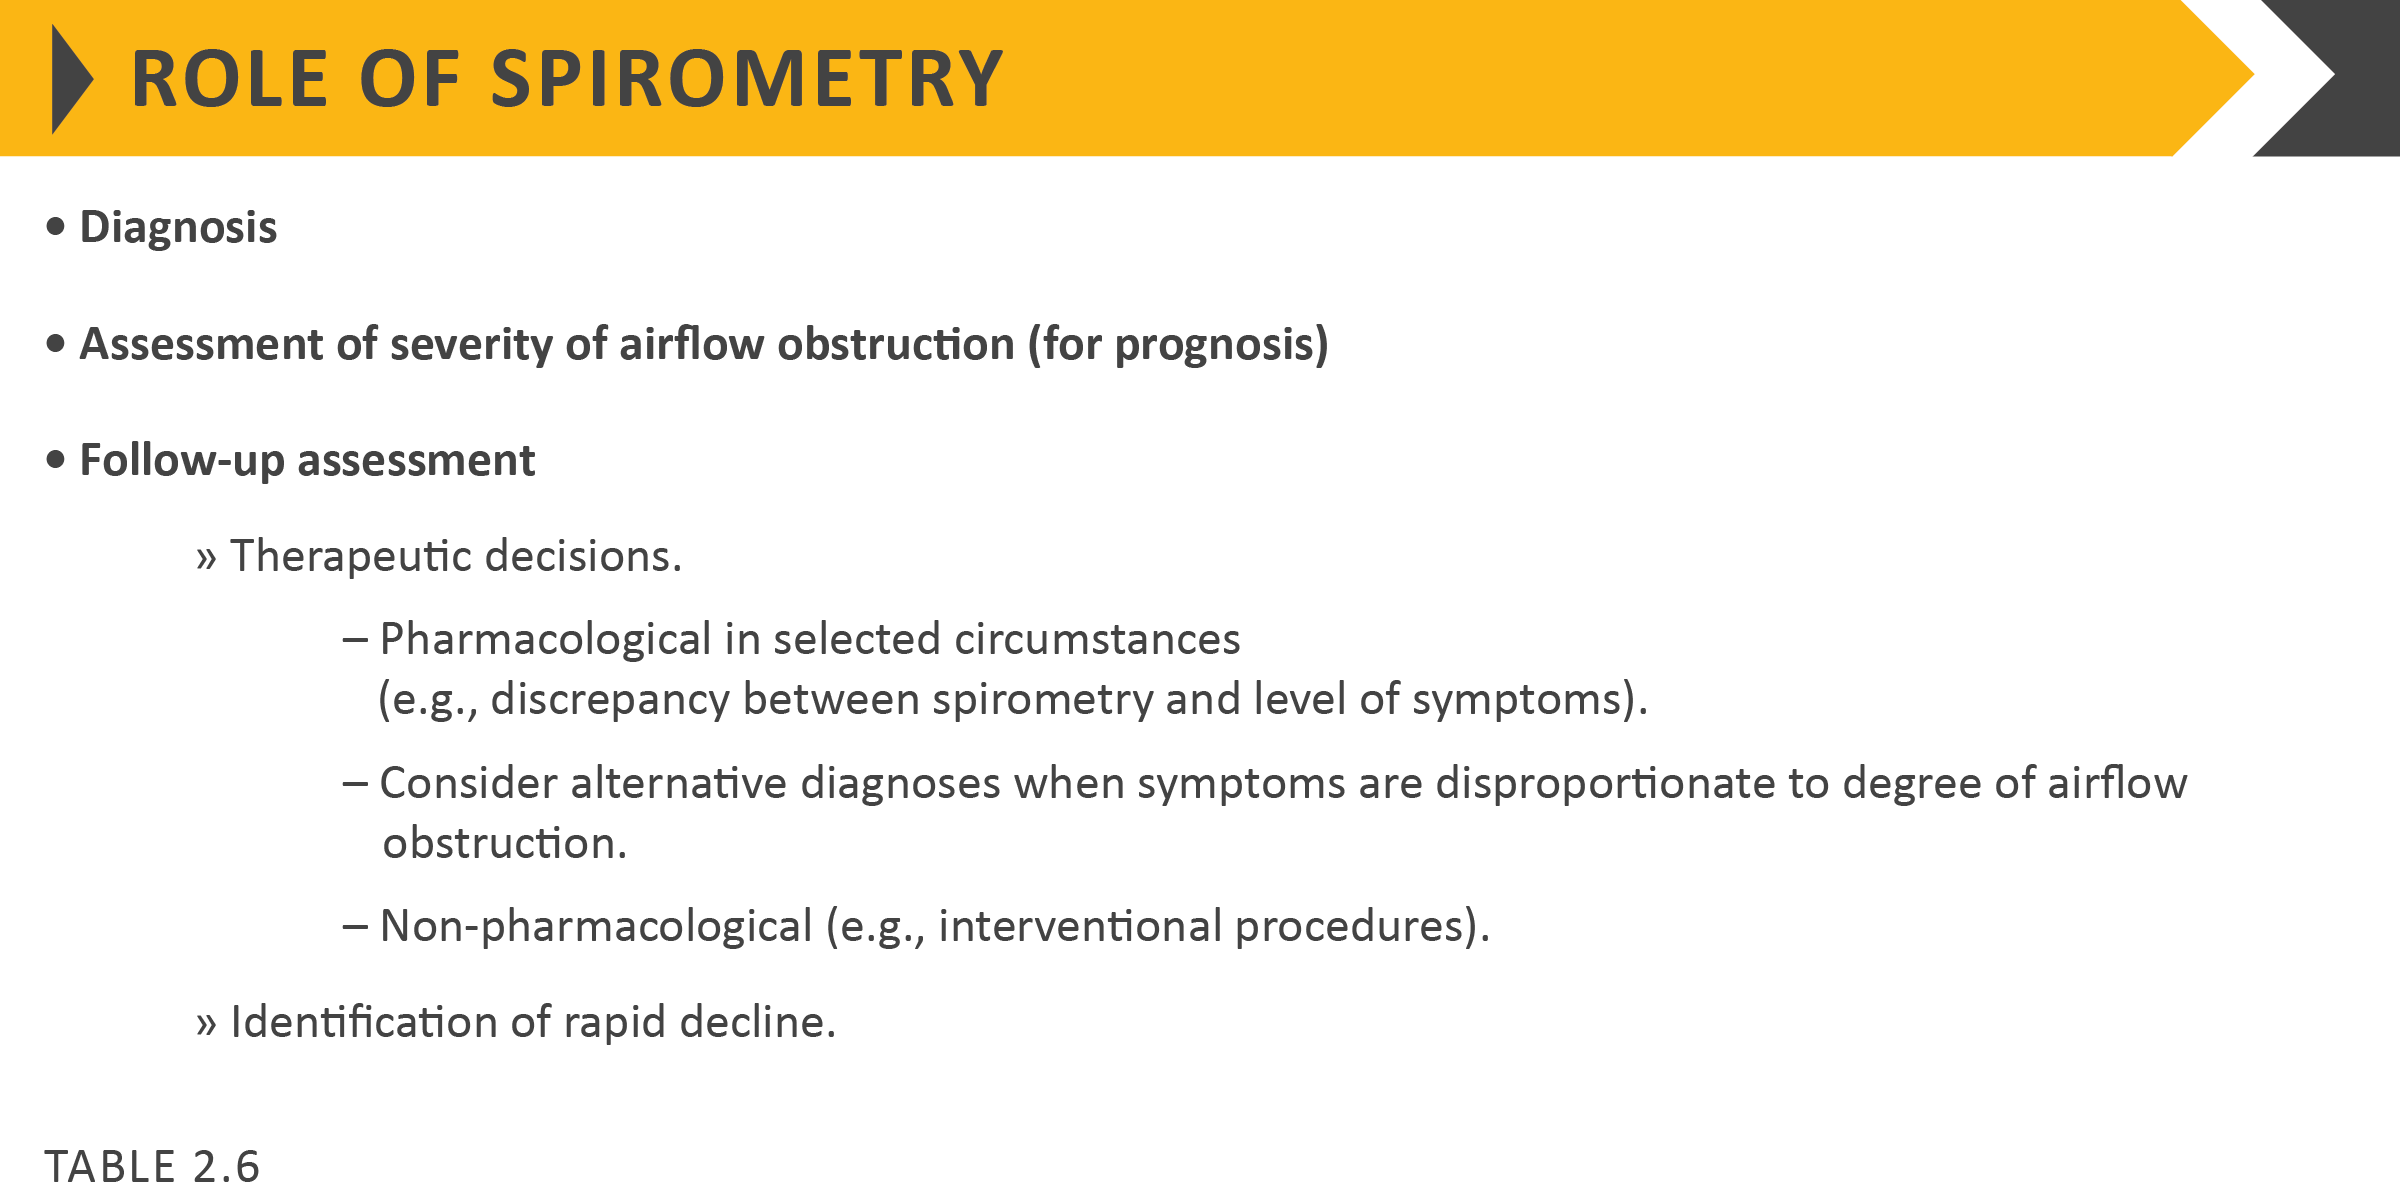 ROLE OF SPIROMETRY
• Diagnosis
• Assessment of severity of airflow obstruction (for prognosis)
• Follow-up assessment
» Therapeutic decisions.
– Pharmacological in selected circumstances
(e.g., discrepancy between spirometry and level of symptoms).
– Consider alternative diagnoses when symptoms are disproportionate to degree of airflow
obstruction.
– Non-pharmacological (e.g., interventional procedures).
» Identification of rapid decline.
TABLE 2.6